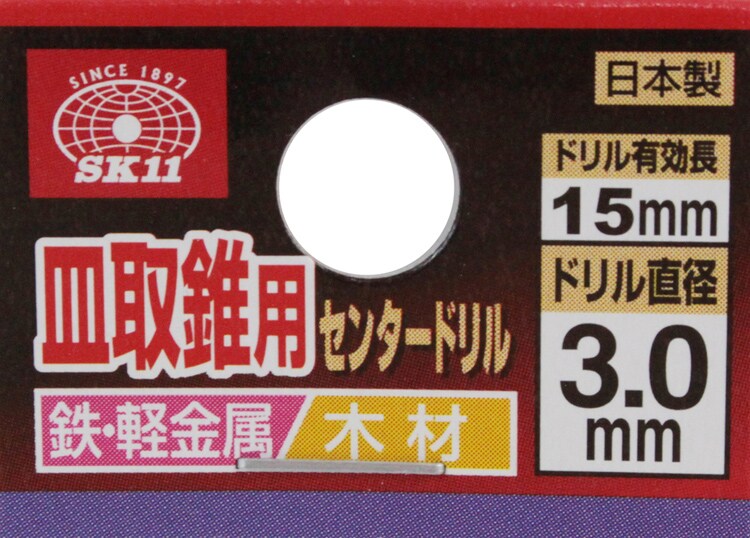 SINCE 1897
SK11
日本製
ドリル有効長
15mm
ドリル直径
3.0
mm
皿取錐用
センタードリル
鉄・軽金属
木材